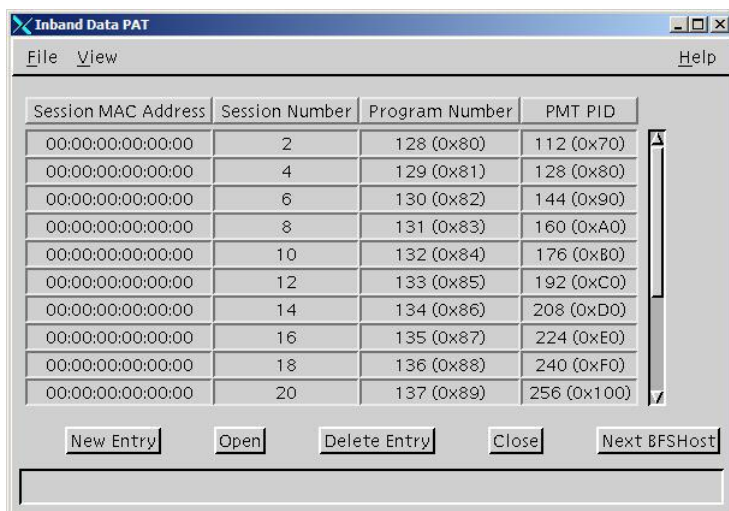 Inband Data PAT
File View Help
Session MAC Address Session Number Program Number PMT PID
00:00:00:00:00:00 2 128 (0x80) 112 (0x70)
00:00:00:00:00:00 4 129 (0x81) 128 (0x80)
00:00:00:00:00:00 6 130 (0x82) 144 (0x90)
00:00:00:00:00:00 8 131 (0x83) 160 (0xA0)
00:00:00:00:00:00 10 132 (0x84) 176 (0xB0)
00:00:00:00:00:00 12 133 (0x85) 192 (0xC0)
00:00:00:00:00:00 14 134 (0x86) 208 (0xD0)
00:00:00:00:00:00 16 135 (0x87) 224 (0xE0)
00:00:00:00:00:00 18 136 (0x88) 240 (0xF0)
00:00:00:00:00:00 20 137 (0x89) 256 (0x100)
New Entry Open Delete Entry Close Next BFSHost